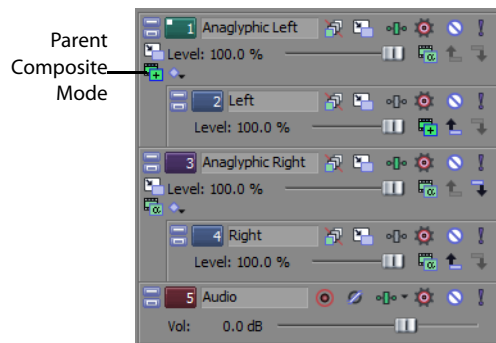 Parent
Composite
Mode
1 Anaglyphic Left
Level: 100.0 %
2 Left
Level: 100.0 %
3 Anaglyphic Right
Level: 100.0 %
4 Right
Level: 100.0 %
5 Audio
Vol: 0.0 dB